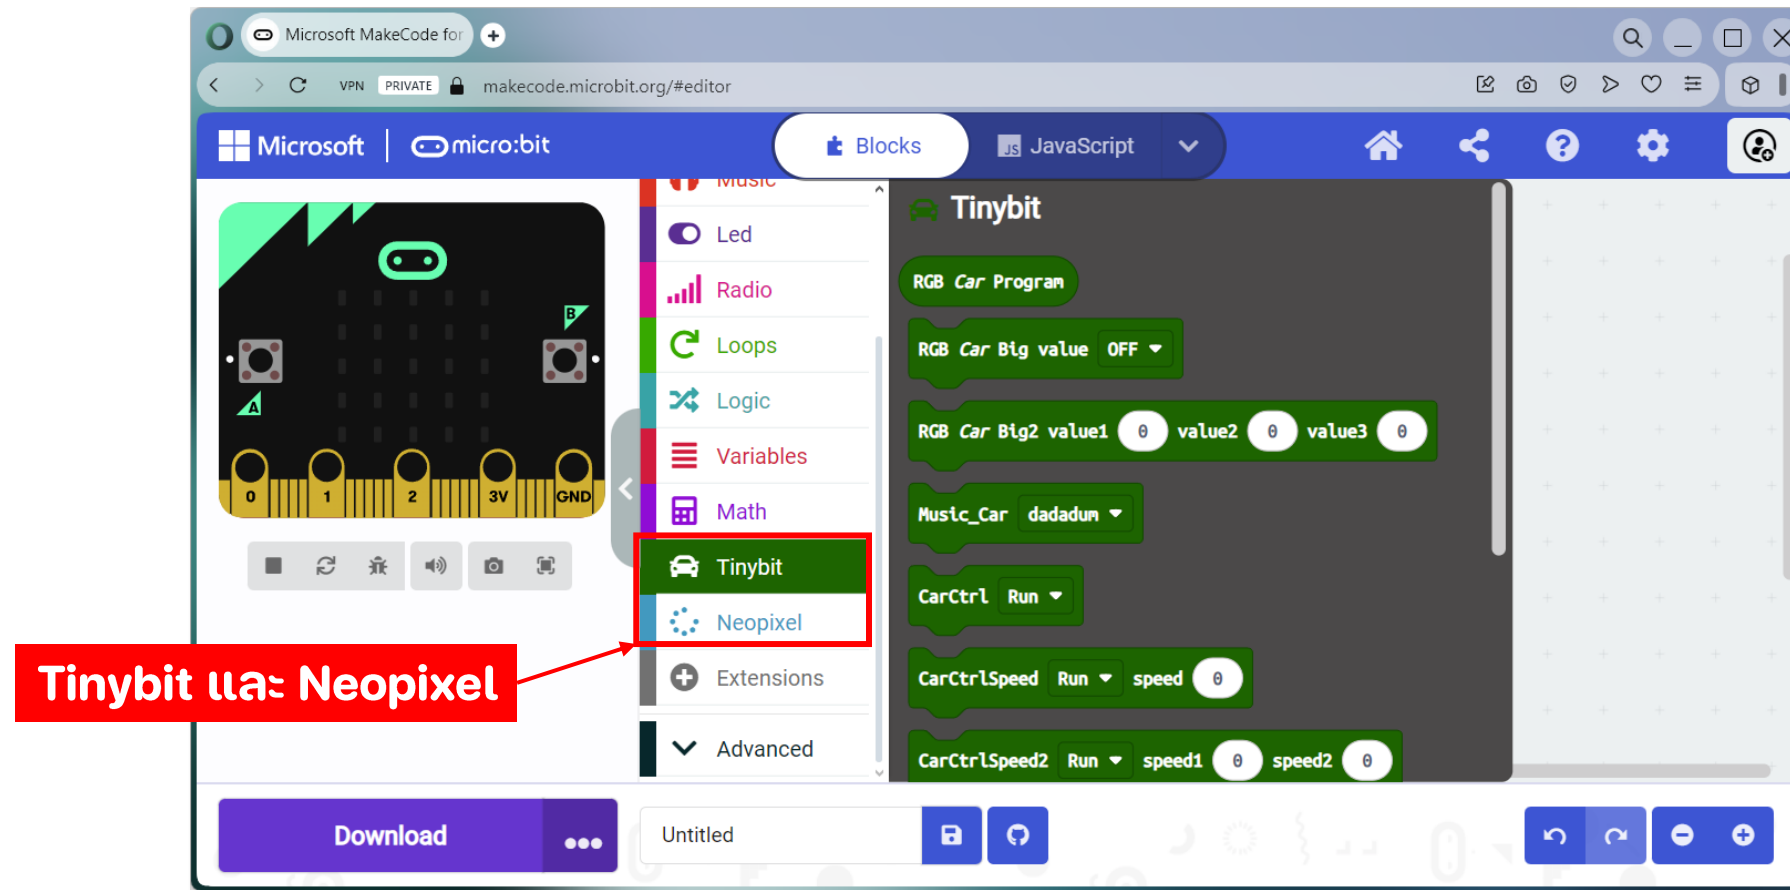 Microsoft MakeCode for
VPN PRIVATE makecode.microbit.org/#editor
Microsoft micro:bit
Blocks
JS JavaScript
B
A
0 1 2 3V GND
Music
Led
Radio
Loops
Logic
Variables
Math
Tinybit
Neopixel
Extensions
Advanced
Tinybit
RGB Car Program
RGB Car Big value OFF
RGB Car Big2 value1 0 value2 0 value3 0
Music_Car dadadum
CarCtrl Run
CarCtrlSpeed Run speed 0
CarCtrlSpeed2 Run speed1 0 speed2 0
Tinybit และ Neopixel
Download
Untitled